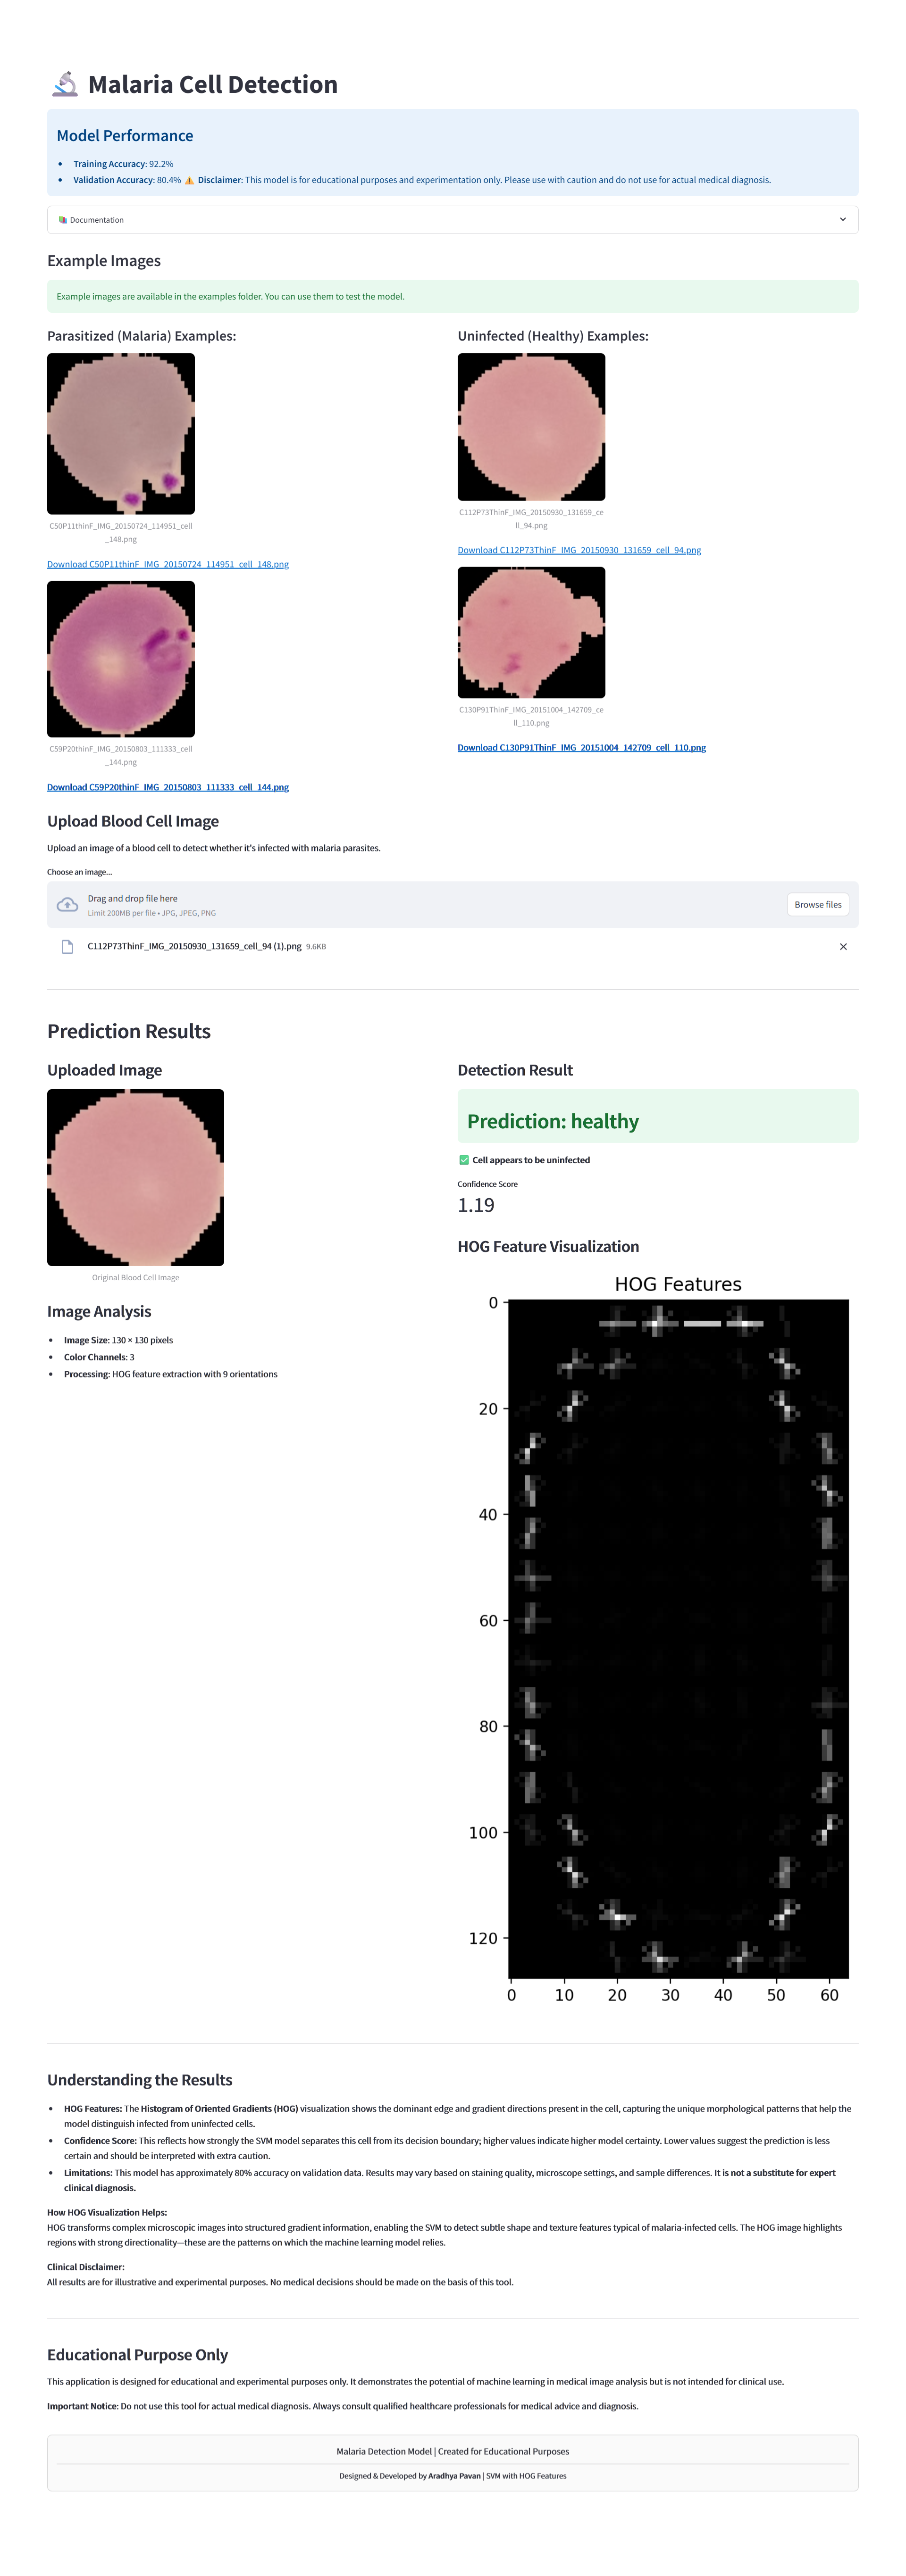 Malaria Cell Detection
Model Performance
• Training Accuracy: 92.2%
• Validation Accuracy: 80.4% ⚠️ Disclaimer: This model is for educational purposes and experimentation only. Please use with caution and do not use for actual medical diagnosis.
Documentation
Example Images
Example images are available in the examples folder. You can use them to test the model.
Parasitized (Malaria) Examples:
C50P11thinF_IMG_20150724_114951_cell
_148.png
Download C50P11thinF_IMG_20150724_114951_cell_148.png
C59P20thinF_IMG_20150803_111333_cell
_144.png
Download C59P20thinF_IMG_20150803_111333_cell_144.png
Uninfected (Healthy) Examples:
C112P73ThinF_IMG_20150930_131659_ce
ll_94.png
Download C112P73ThinF_IMG_20150930_131659_cell_94.png
C130P91ThinF_IMG_20151004_142709_ce
ll_110.png
Download C130P91ThinF_IMG_20151004_142709_cell_110.png
Upload Blood Cell Image
Upload an image of a blood cell to detect whether it's infected with malaria parasites.
Choose an image...
Drag and drop file here
Limit 200MB per file • JPG, JPEG, PNG
Browse files
C112P73ThinF_IMG_20150930_131659_cell_94 (1).png 9.6KB
Prediction Results
Uploaded Image
Original Blood Cell Image
Image Analysis
• Image Size: 130 × 130 pixels
• Color Channels: 3
• Processing: HOG feature extraction with 9 orientations
Detection Result
Prediction: healthy
✅ Cell appears to be uninfected
Confidence Score
1.19
HOG Feature Visualization
HOG Features
0
20
40
60
80
100
120
0 10 20 30 40 50 60
Understanding the Results
• HOG Features: The Histogram of Oriented Gradients (HOG) visualization shows the dominant edge and gradient directions present in the cell, capturing the unique morphological patterns that help the
model distinguish infected from uninfected cells.
• Confidence Score: This reflects how strongly the SVM model separates this cell from its decision boundary; higher values indicate higher model certainty. Lower values suggest the prediction is less
certain and should be interpreted with extra caution.
• Limitations: This model has approximately 80% accuracy on validation data. Results may vary based on staining quality, microscope settings, and sample differences. It is not a substitute for expert
clinical diagnosis.
How HOG Visualization Helps:
HOG transforms complex microscopic images into structured gradient information, enabling the SVM to detect subtle shape and texture features typical of malaria-infected cells. The HOG image highlights
regions with strong directionality—these are the patterns on which the machine learning model relies.
Clinical Disclaimer:
All results are for illustrative and experimental purposes. No medical decisions should be made on the basis of this tool.
Educational Purpose Only
This application is designed for educational and experimental purposes only. It demonstrates the potential of machine learning in medical image analysis but is not intended for clinical use.
Important Notice: Do not use this tool for actual medical diagnosis. Always consult qualified healthcare professionals for medical advice and diagnosis.
Malaria Detection Model | Created for Educational Purposes
Designed & Developed by Aradhya Pavan | SVM with HOG Features